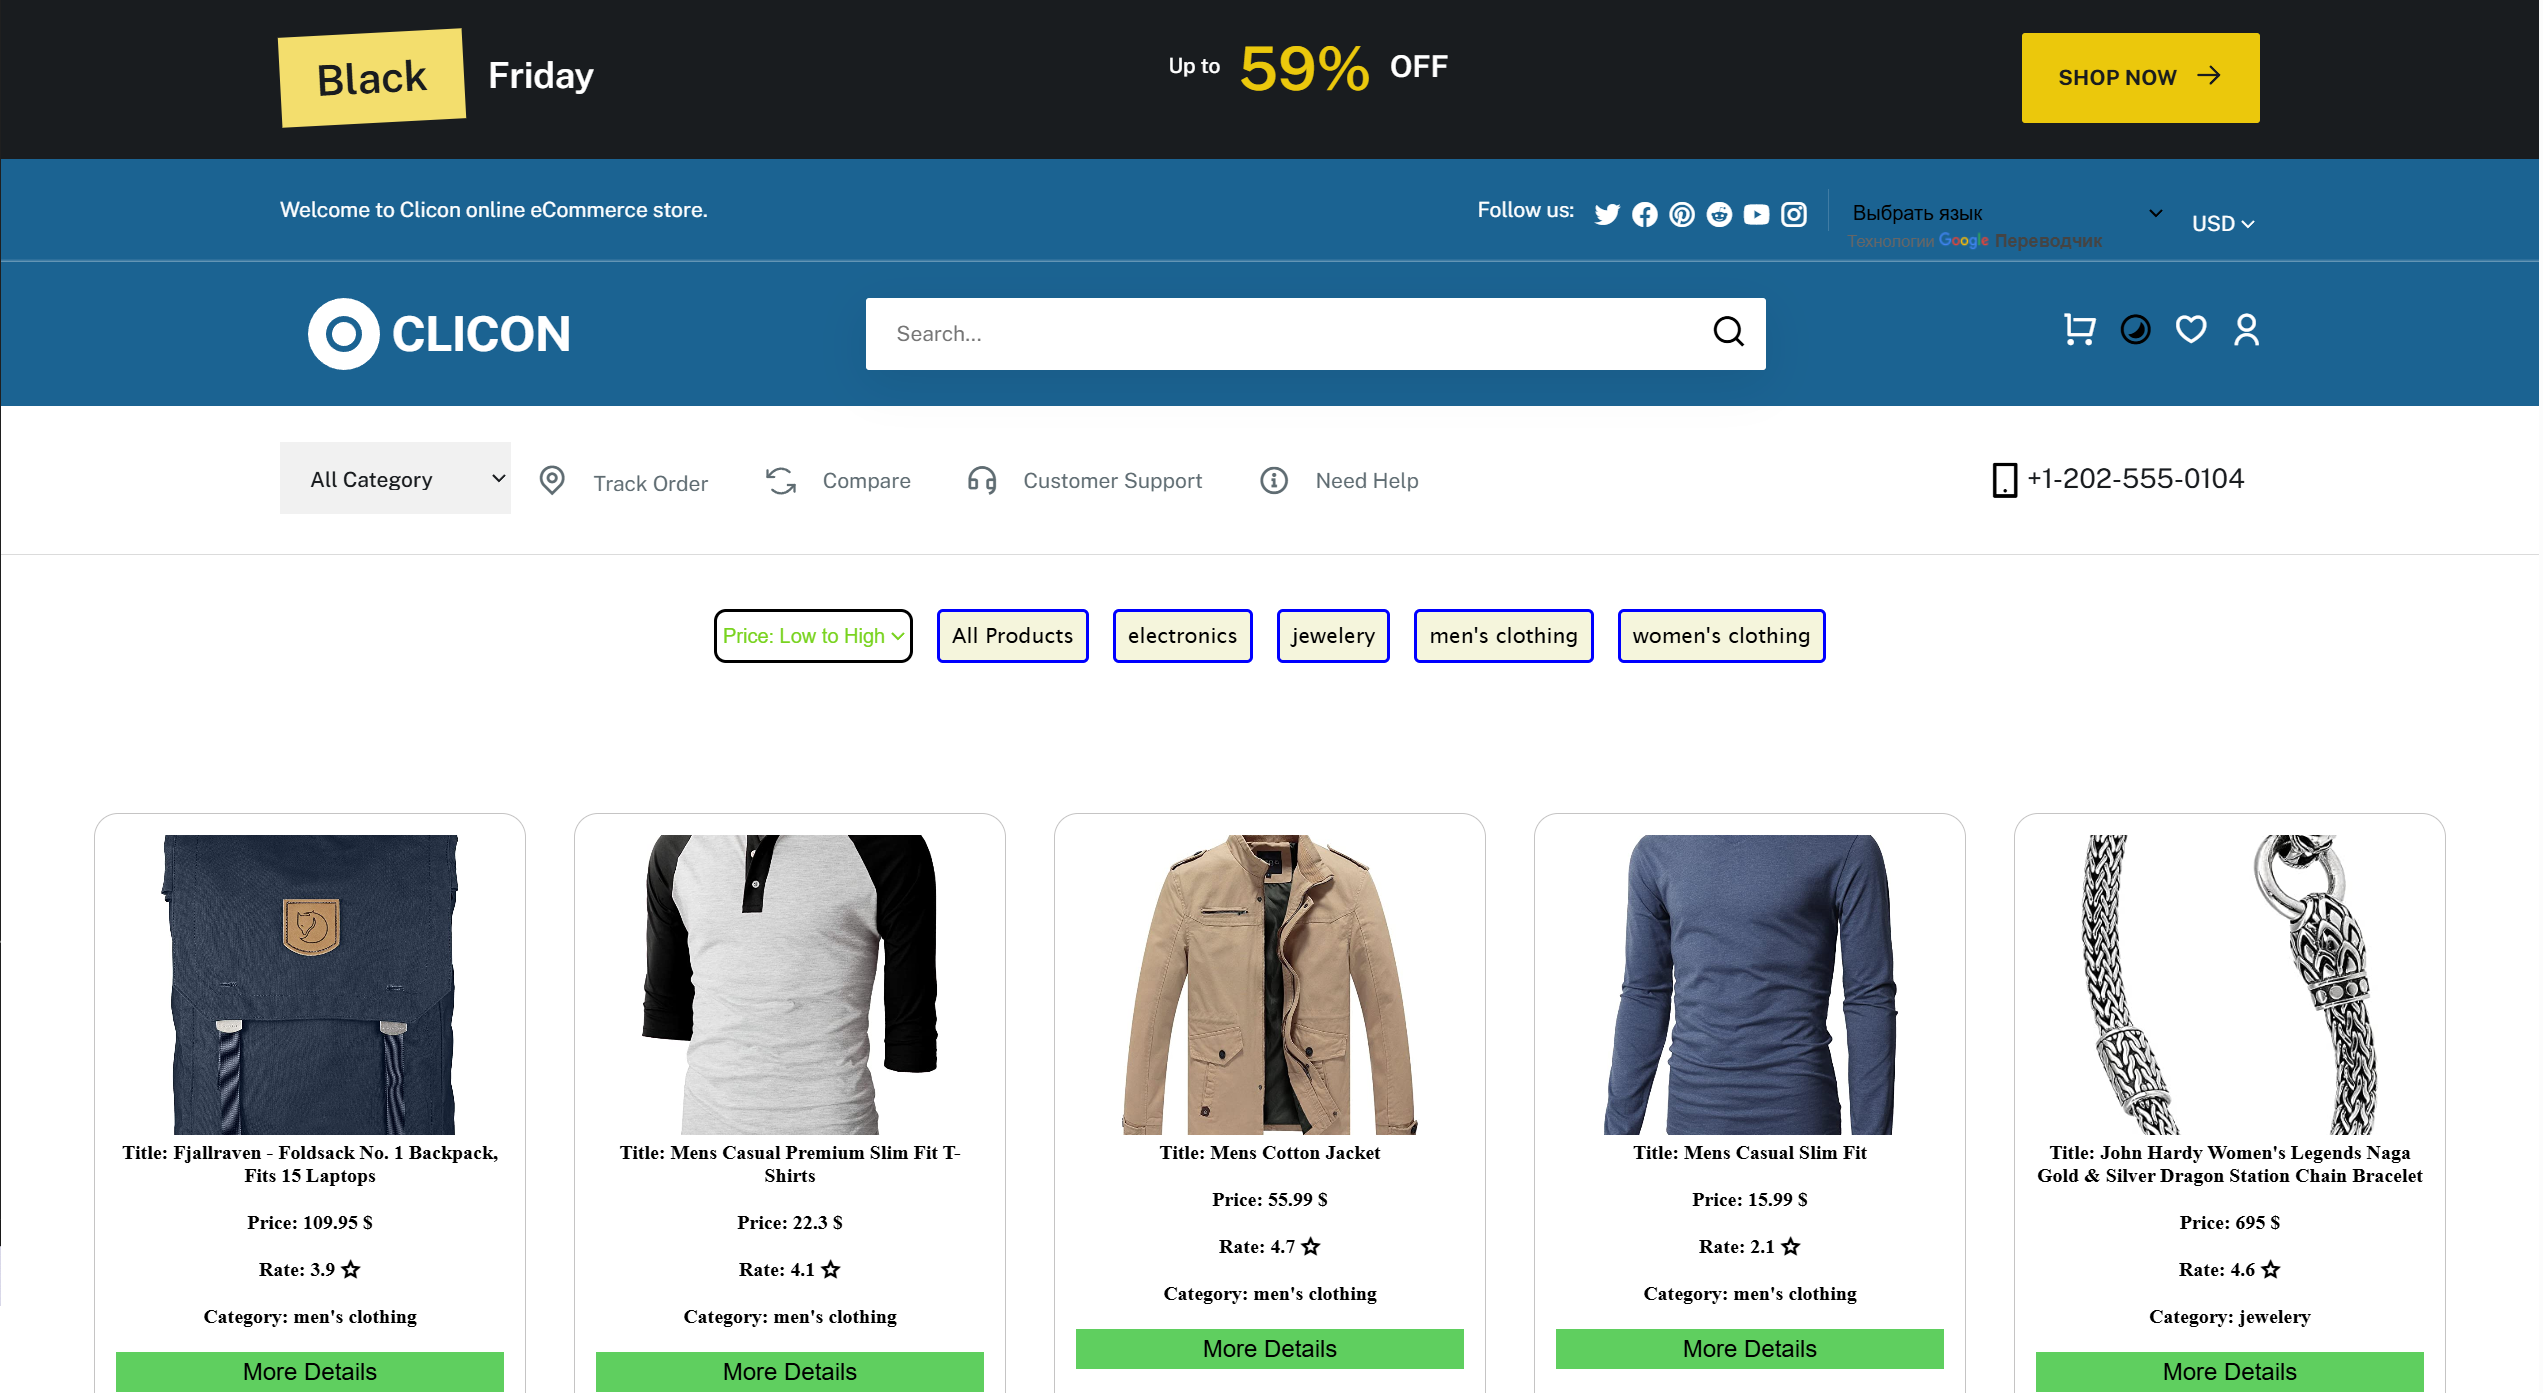 Black Friday
Up to 59% OFF
SHOP NOW
Welcome to Clicon online eCommerce store.
Follow us:
Выбрать язык
Технологии Google Переводчик
USD
CLICON
Search...
All Category
Track Order
Compare
Customer Support
Need Help
+1-202-555-0104
Price: Low to High
All Products
electronics
jewelery
men's clothing
women's clothing
Title: Fjallraven - Foldsack No. 1 Backpack,
Fits 15 Laptops
Price: 109.95 $
Rate: 3.9
Category: men's clothing
More Details
Title: Mens Casual Premium Slim Fit T-
Shirts
Price: 22.3 $
Rate: 4.1
Category: men's clothing
More Details
Title: Mens Cotton Jacket
Price: 55.99 $
Rate: 4.7
Category: men's clothing
More Details
Title: Mens Casual Slim Fit
Price: 15.99 $
Rate: 2.1
Category: men's clothing
More Details
Title: John Hardy Women's Legends Naga
Gold & Silver Dragon Station Chain Bracelet
Price: 695 $
Rate: 4.6
Category: jewelery
More Details